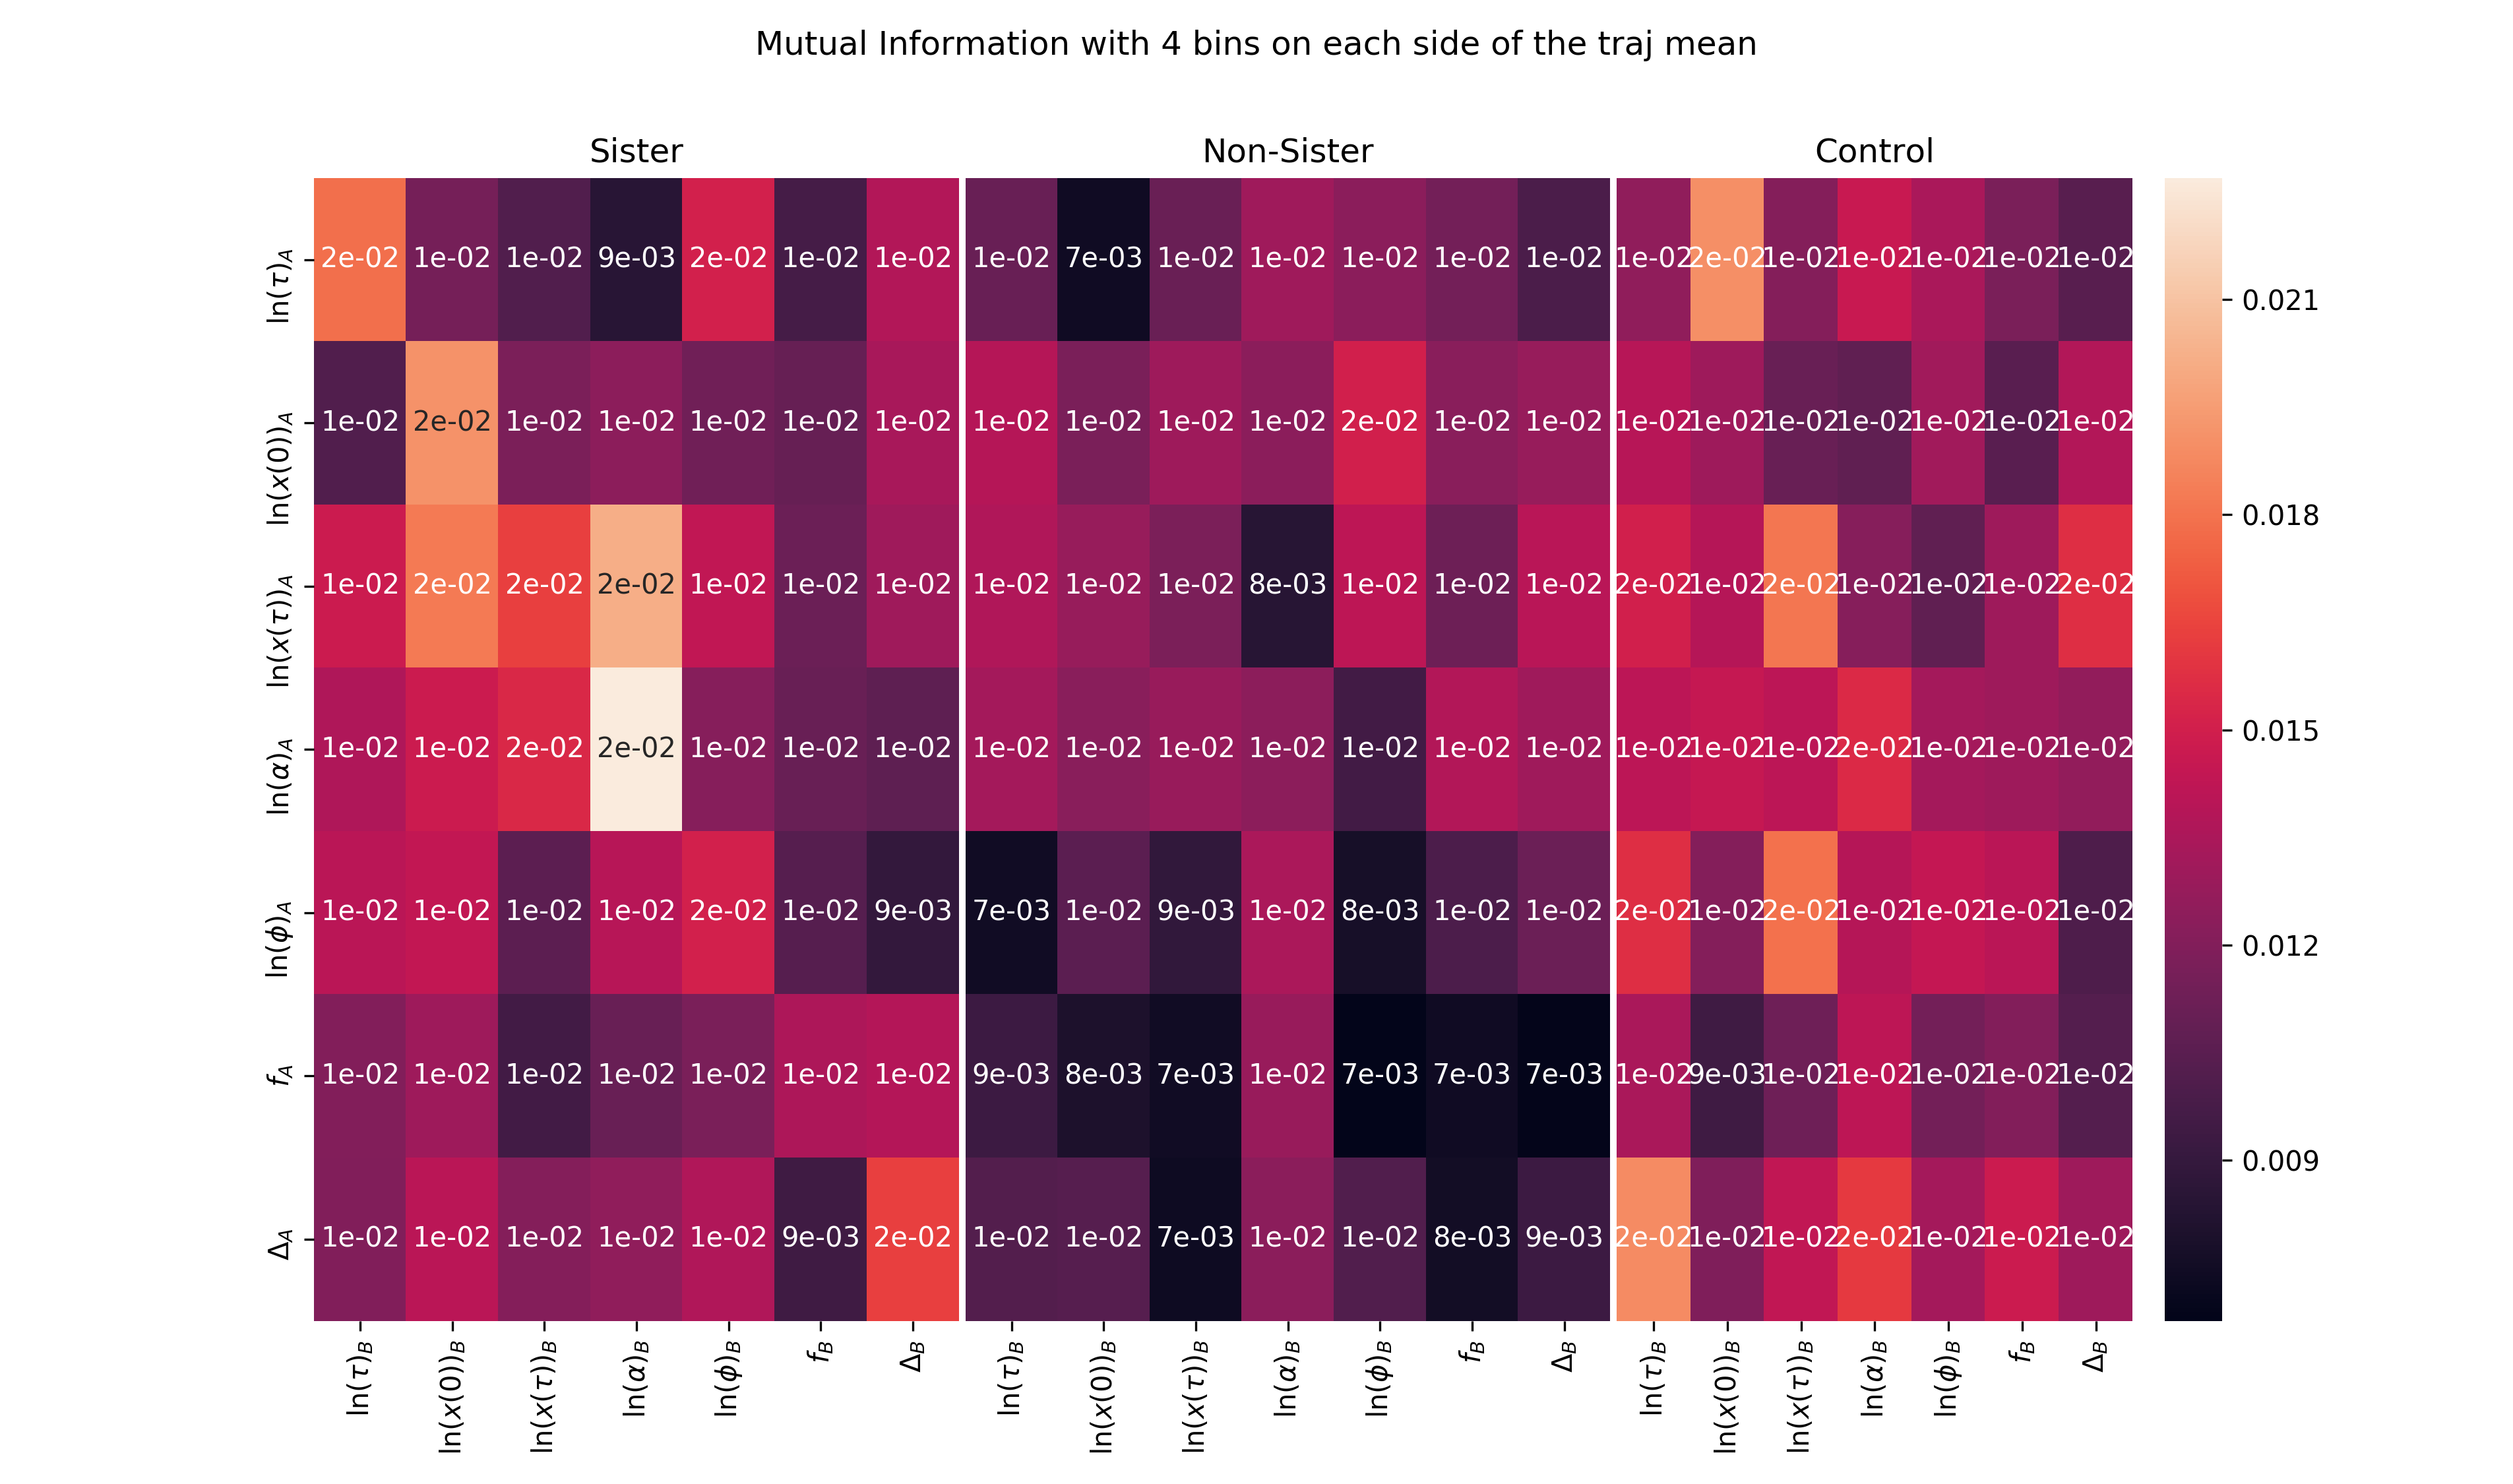 Mutual Information with 4 bins on each side of the traj mean
Sister Non-Sister Control
ln(τ)_A 2e-02 1e-02 1e-02 9e-03 2e-02 1e-02 1e-02 1e-02 7e-03 1e-02 1e-02 1e-02 1e-02 1e-02 1e-02 2e-02 1e-02 1e-02 1e-02 1e-02 1e-02
0.021
ln(x(0))_A 1e-02 2e-02 1e-02 1e-02 1e-02 1e-02 1e-02 1e-02 1e-02 1e-02 1e-02 2e-02 1e-02 1e-02 1e-02 1e-02 1e-02 1e-02 1e-02 1e-02 1e-02
0.018
ln(x(τ))_A 1e-02 2e-02 2e-02 2e-02 1e-02 1e-02 1e-02 1e-02 1e-02 1e-02 8e-03 1e-02 1e-02 1e-02 2e-02 1e-02 2e-02 1e-02 1e-02 1e-02 2e-02
0.015
ln(α)_A 1e-02 1e-02 2e-02 2e-02 1e-02 1e-02 1e-02 1e-02 1e-02 1e-02 1e-02 1e-02 1e-02 1e-02 1e-02 1e-02 1e-02 2e-02 1e-02 1e-02 1e-02
ln(ϕ)_A 1e-02 1e-02 1e-02 1e-02 2e-02 1e-02 9e-03 7e-03 1e-02 9e-03 1e-02 8e-03 1e-02 1e-02 2e-02 1e-02 2e-02 1e-02 1e-02 1e-02 1e-02
0.012
f_A 1e-02 1e-02 1e-02 1e-02 1e-02 1e-02 1e-02 9e-03 8e-03 7e-03 1e-02 7e-03 7e-03 7e-03 1e-02 9e-03 1e-02 1e-02 1e-02 1e-02 1e-02
0.009
Δ_A 1e-02 1e-02 1e-02 1e-02 1e-02 9e-03 2e-02 1e-02 1e-02 7e-03 1e-02 1e-02 8e-03 9e-03 2e-02 1e-02 1e-02 2e-02 1e-02 1e-02 1e-02
ln(τ)_B ln(x(0))_B ln(x(τ))_B ln(α)_B ln(ϕ)_B f_B Δ_B ln(τ)_B ln(x(0))_B ln(x(τ))_B ln(α)_B ln(ϕ)_B f_B Δ_B ln(τ)_B ln(x(0))_B ln(x(τ))_B ln(α)_B ln(ϕ)_B f_B Δ_B